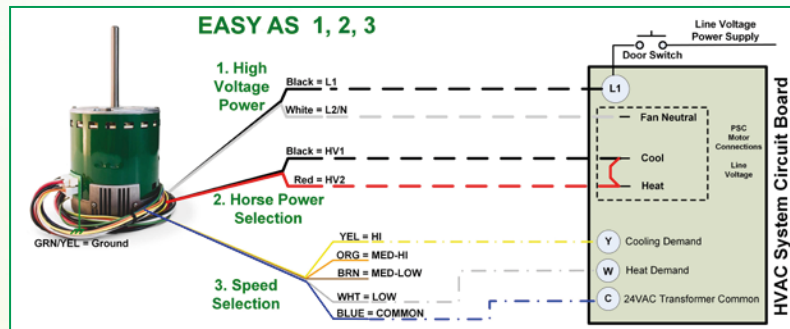 EASY AS 1, 2, 3
Line Voltage
Power Supply
Door Switch
1. High
Voltage
Power
Black = L1
White = L2/N
L1
Fan Neutral
PSC
Motor
Connections
Line
Voltage
Black = HV1
Cool
Red = HV2
Heat
2. Horse Power
Selection
GRN/YEL = Ground
YEL = HI
ORG = MED-HI
BRN = MED-LOW
WHT = LOW
BLUE = COMMON
3. Speed
Selection
Y Cooling Demand
W Heat Demand
C 24VAC Transformer Common
HVAC System Circuit Board